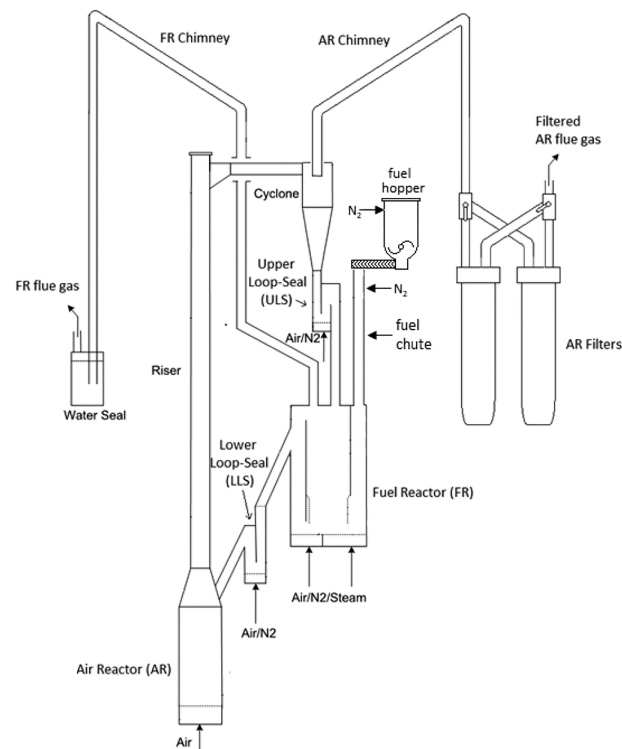 FR Chimney
AR Chimney
Filtered
AR flue gas
fuel
hopper
N2
Cyclone
Upper
Loop-Seal
(ULS)
N2
FR flue gas
fuel
chute
Air/N2
AR Filters
Riser
Water Seal
Lower
Loop-Seal
(LLS)
Fuel Reactor (FR)
Air/N2/Steam
Air/N2
Air Reactor (AR)
Air